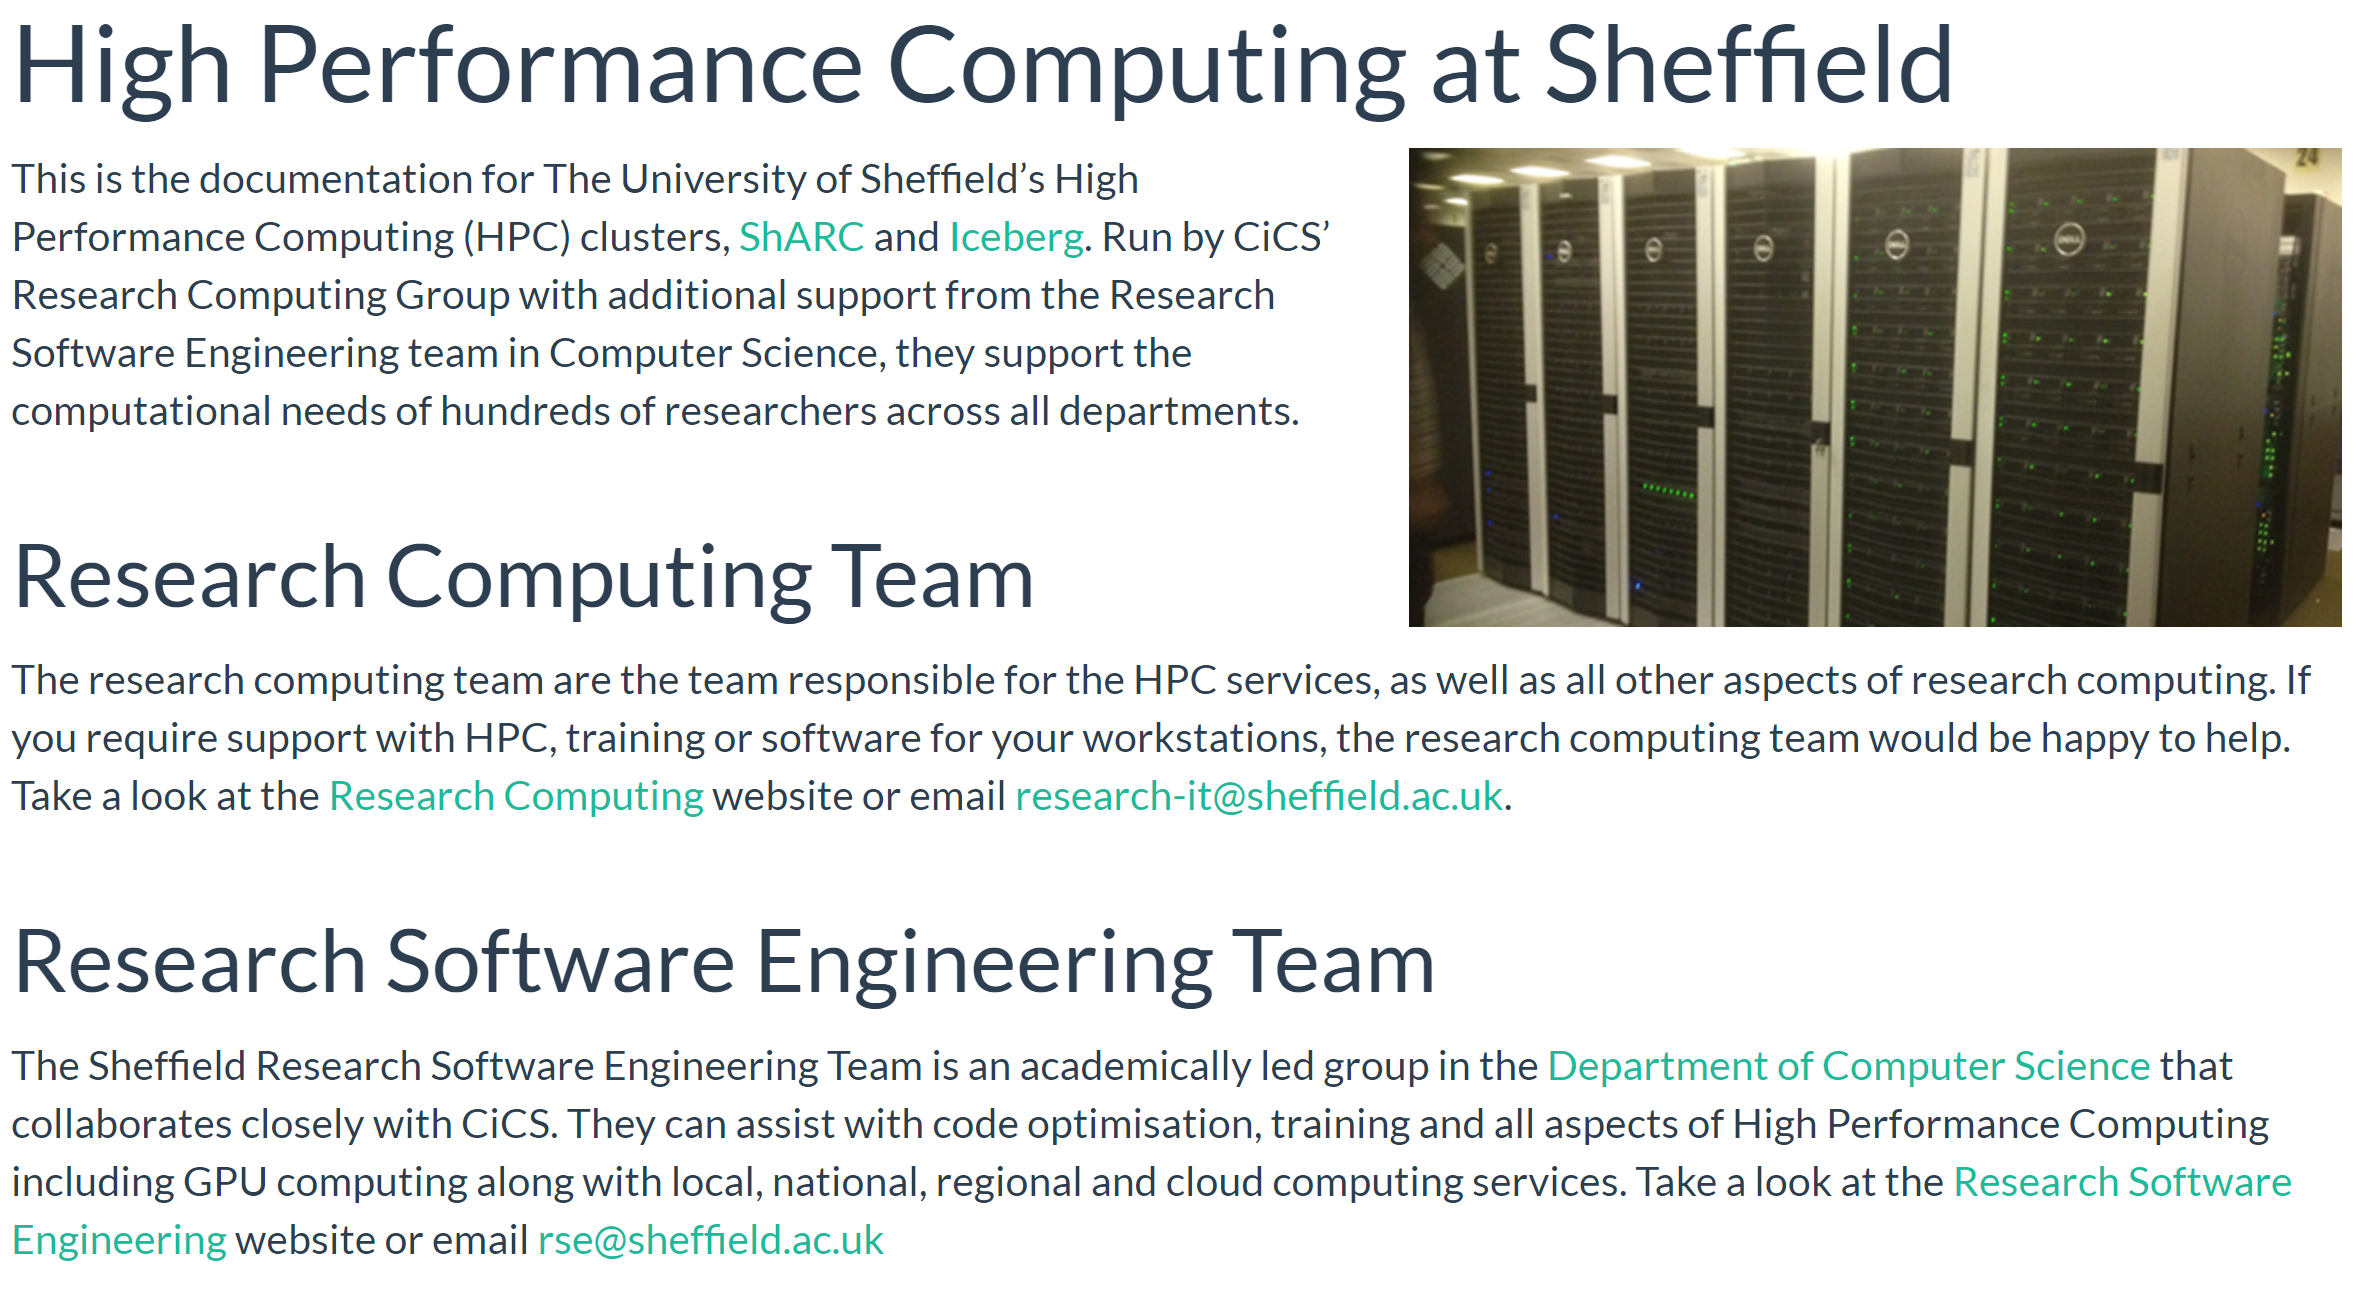 High Performance Computing at Sheffield
This is the documentation for The University of Sheffield’s High
Performance Computing (HPC) clusters, ShARC and Iceberg. Run by CiCS’
Research Computing Group with additional support from the Research
Software Engineering team in Computer Science, they support the
computational needs of hundreds of researchers across all departments.
24
DELL
Research Computing Team
The research computing team are the team responsible for the HPC services, as well as all other aspects of research computing. If
you require support with HPC, training or software for your workstations, the research computing team would be happy to help.
Take a look at the Research Computing website or email research-it@sheffield.ac.uk.
Research Software Engineering Team
The Sheffield Research Software Engineering Team is an academically led group in the Department of Computer Science that
collaborates closely with CiCS. They can assist with code optimisation, training and all aspects of High Performance Computing
including GPU computing along with local, national, regional and cloud computing services. Take a look at the Research Software
Engineering website or email rse@sheffield.ac.uk